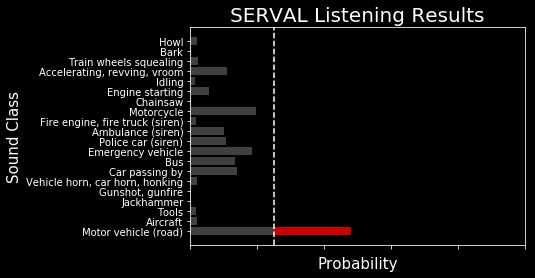 SERVAL Listening Results
Howl
Bark
Train wheels squealing
Accelerating, revving, vroom
Idling
Engine starting
Chainsaw
Motorcycle
Fire engine, fire truck (siren)
Ambulance (siren)
Police car (siren)
Emergency vehicle
Bus
Car passing by
Vehicle horn, car horn, honking
Gunshot, gunfire
Jackhammer
Tools
Aircraft
Motor vehicle (road)
Sound Class
Probability